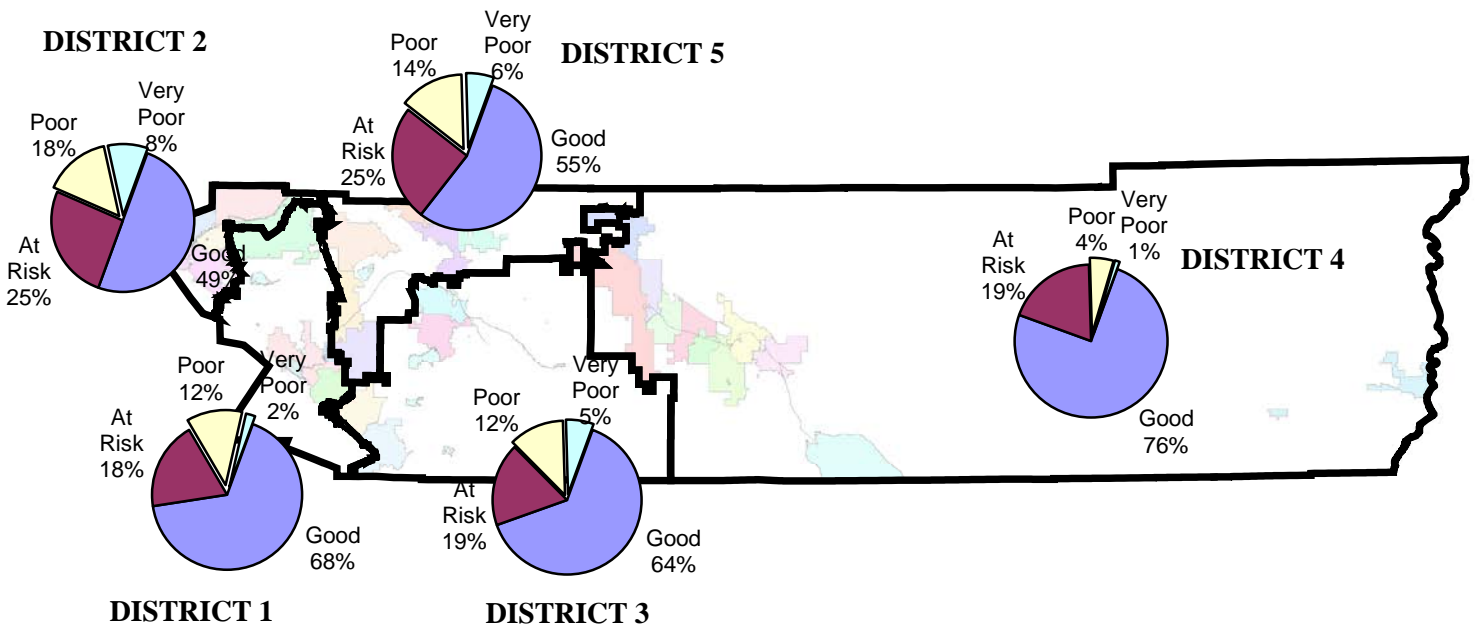 DISTRICT 2
Very
Poor
8%
Poor
18%
At
Risk
25%
Good
49%
DISTRICT 5
Very
Poor
6%
Poor
14%
At
Risk
25%
Good
55%
DISTRICT 4
Very
Poor
1%
Poor
4%
At
Risk
19%
Good
76%
Very
Poor
2%
Poor
12%
At
Risk
18%
Good
68%
DISTRICT 1
Very
Poor
5%
Poor
12%
At
Risk
19%
Good
64%
DISTRICT 3